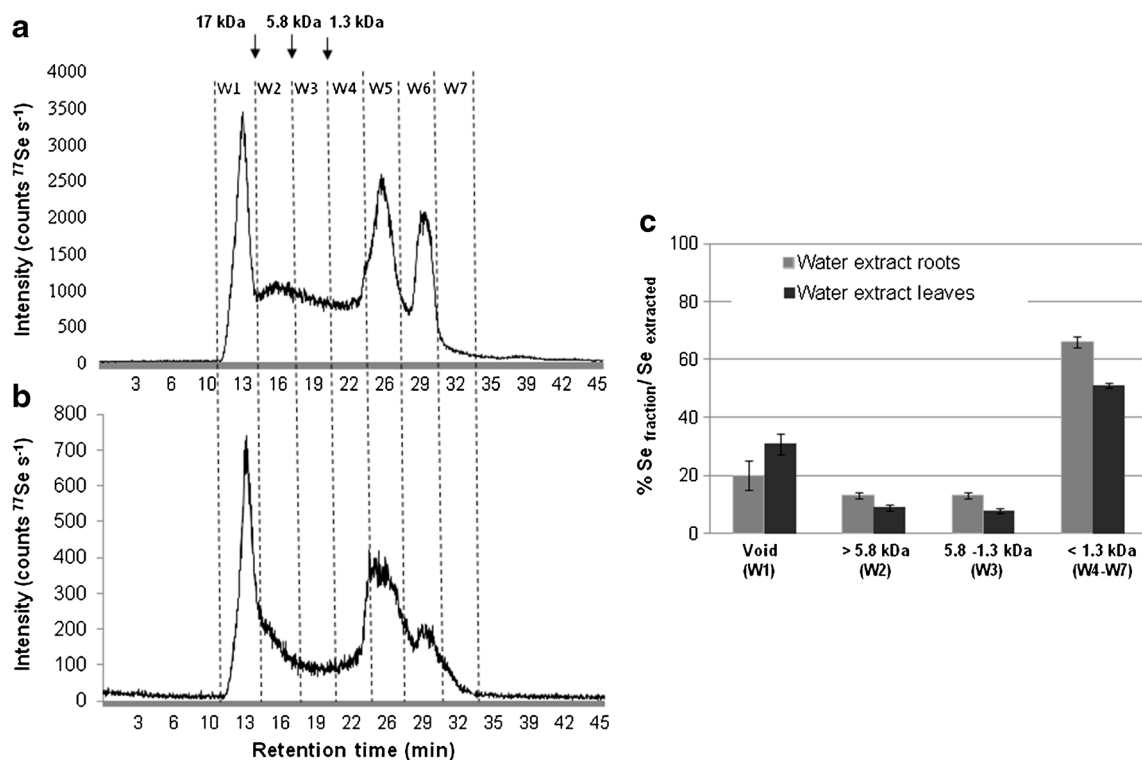 a
17 kDa 5.8 kDa 1.3 kDa
W1 W2 W3 W4 W5 W6 W7
Intensity (counts ⁷⁷Se s⁻¹)
4000
3500
3000
2500
2000
1500
1000
500
0
3 6 10 13 16 19 22 26 29 32 35 39 42 45
b
Intensity (counts ⁷⁷Se s⁻¹)
800
700
600
500
400
300
200
100
0
3 6 10 13 16 19 22 26 29 32 35 39 42 45
Retention time (min)
c
% Se fraction/ Se extracted
100
80
60
40
20
0
Water extract roots
Water extract leaves
Void > 5.8 kDa 5.8 -1.3 kDa < 1.3 kDa
(W1) (W2) (W3) (W4-W7)